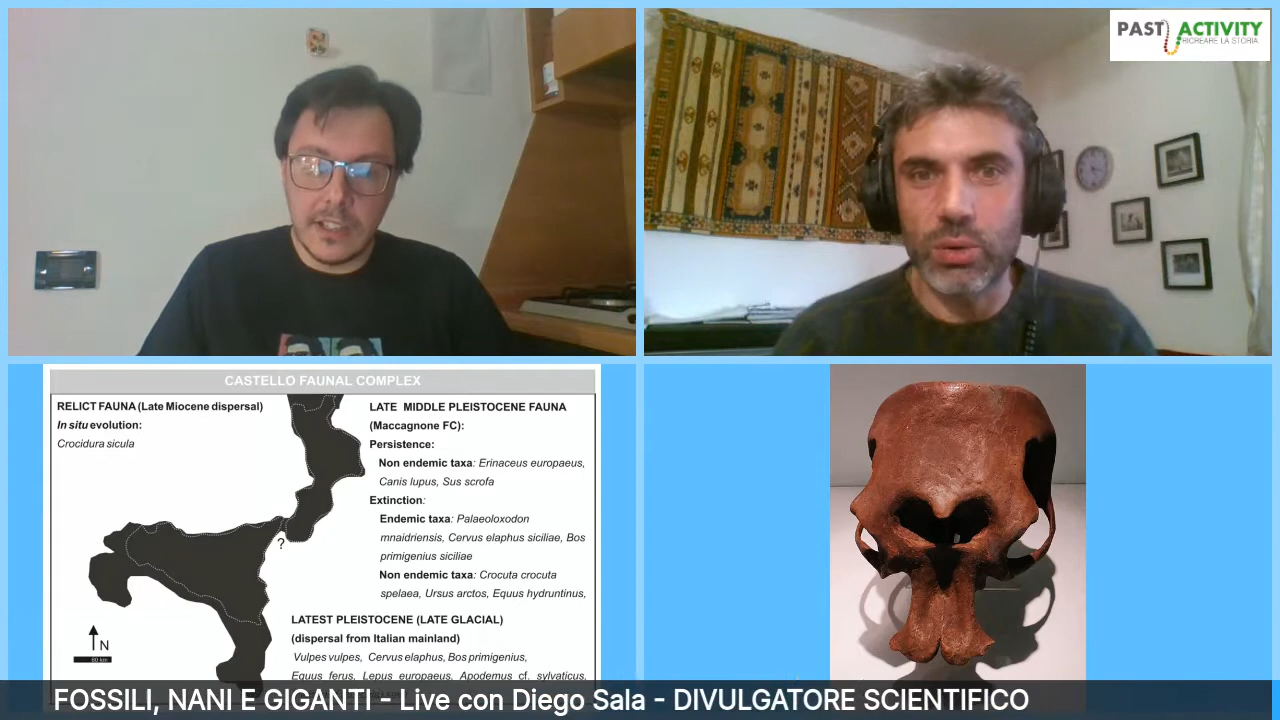 PAST ACTIVITY
RICREARE LA STORIA
CASTELLO FAUNAL COMPLEX
RELICT FAUNA (Late Miocene dispersal)
In situ evolution:
Crocidura sicula
LATE MIDDLE PLEISTOCENE FAUNA
(Maccagnone FC):
Persistence:
Non endemic taxa: Erinaceus europaeus,
Canis lupus, Sus scrofa
Extinction:
Endemic taxa: Palaeoloxodon
mnaidriensis, Cervus elaphus siciliae, Bos
primigenius siciliae
Non endemic taxa: Crocuta crocuta
spelaea, Ursus arctos, Equus hydruntinus,
?
N
60 km
LATEST PLEISTOCENE (LATE GLACIAL)
(dispersal from Italian mainland)
Vulpes vulpes, Cervus elaphus, Bos primigenius,
Equus ferus, Lepus europaeus, Apodemus cf. sylvaticus,
FOSSILI, NANI E GIGANTI - Live con Diego Sala - DIVULGATORE SCIENTIFICO